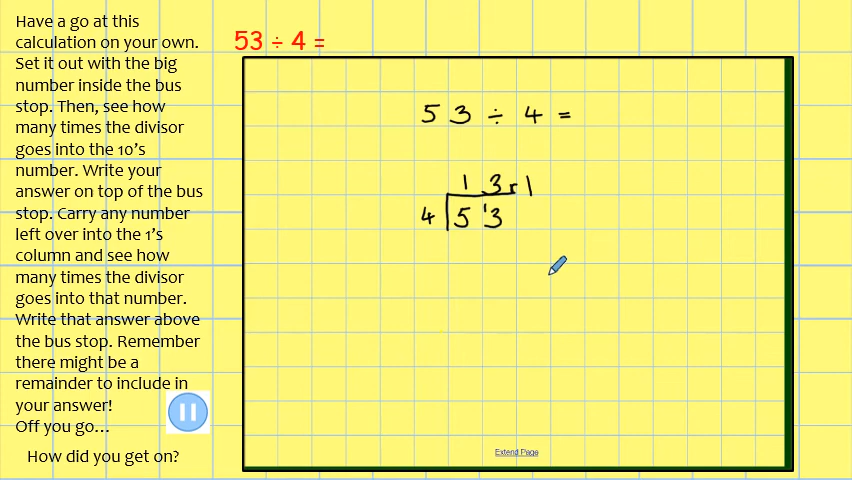 Have a go at this
calculation on your own.
Set it out with the big
number inside the bus
stop. Then, see how
many times the divisor
goes into the 10's
number. Write your
answer on top of the bus
stop. Carry any number
left over into the 1's
column and see how
many times the divisor
goes into that number.
Write that answer above
the bus stop. Remember
there might be a
remainder to include in
your answer!
Off you go...
How did you get on?
53 ÷ 4 =
53 ÷ 4 =
1 3 r 1
4 5 ¹3
Extend Page